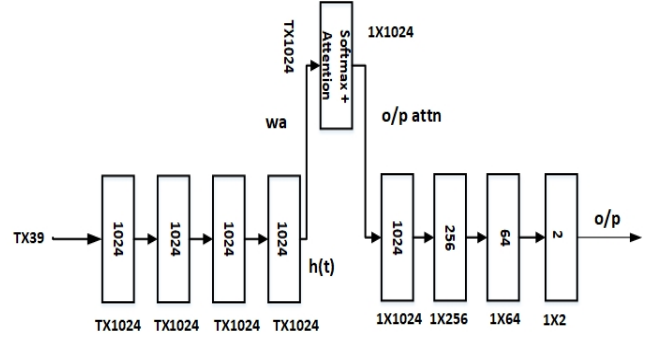 TX1024
Softmax +
Attention
1X1024
wa
o/p attn
TX39
1024
1024
1024
1024
h(t)
1024
256
64
2
o/p
TX1024
TX1024
TX1024
TX1024
1X1024
1X256
1X64
1X2